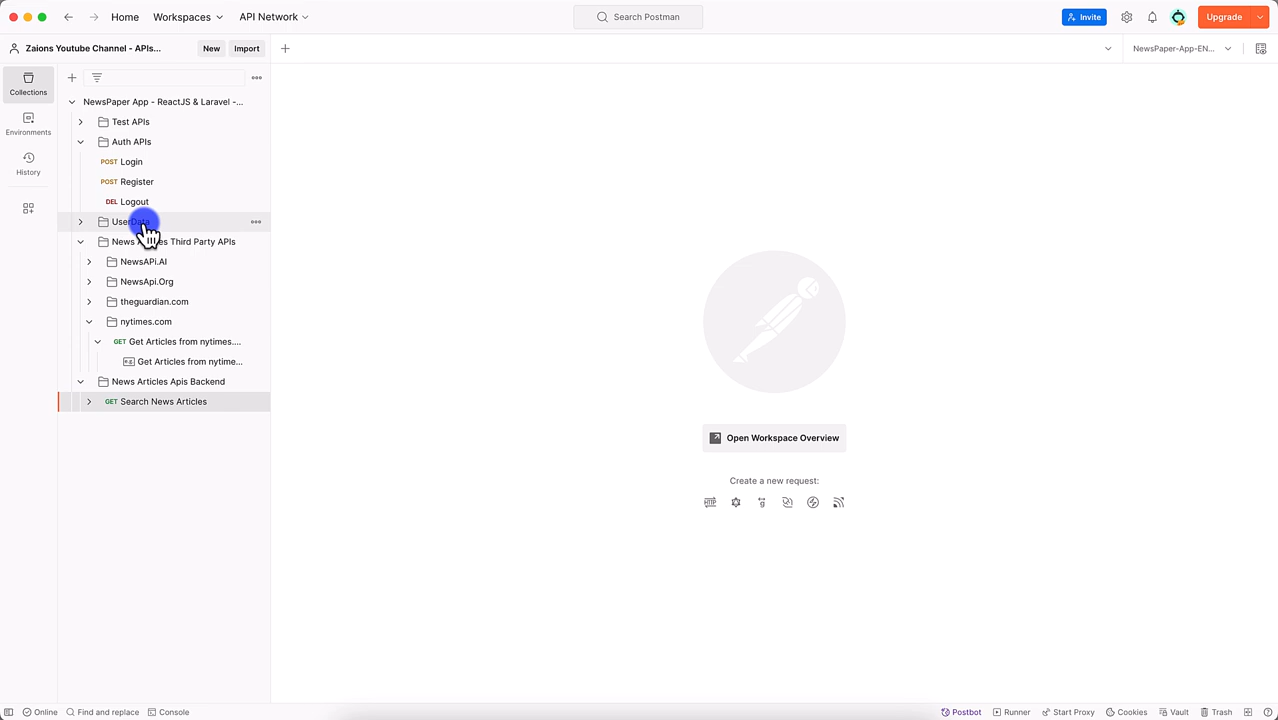 Home
Workspaces
API Network
Search Postman
Invite
Upgrade
Zaions Youtube Channel - APIs...
New
Import
NewsPaper-App-EN...
Collections
Environments
History
NewsPaper App - ReactJS & Laravel -...
Test APIs
Auth APIs
POST Login
POST Register
DEL Logout
UserData
News Articles Third Party APIs
NewsAPi.AI
NewsApi.Org
theguardian.com
nytimes.com
GET Get Articles from nytimes....
e.g. Get Articles from nytime...
News Articles Apis Backend
GET Search News Articles
Open Workspace Overview
Create a new request:
HTTP
Online
Find and replace
Console
Postbot
Runner
Start Proxy
Cookies
Vault
Trash